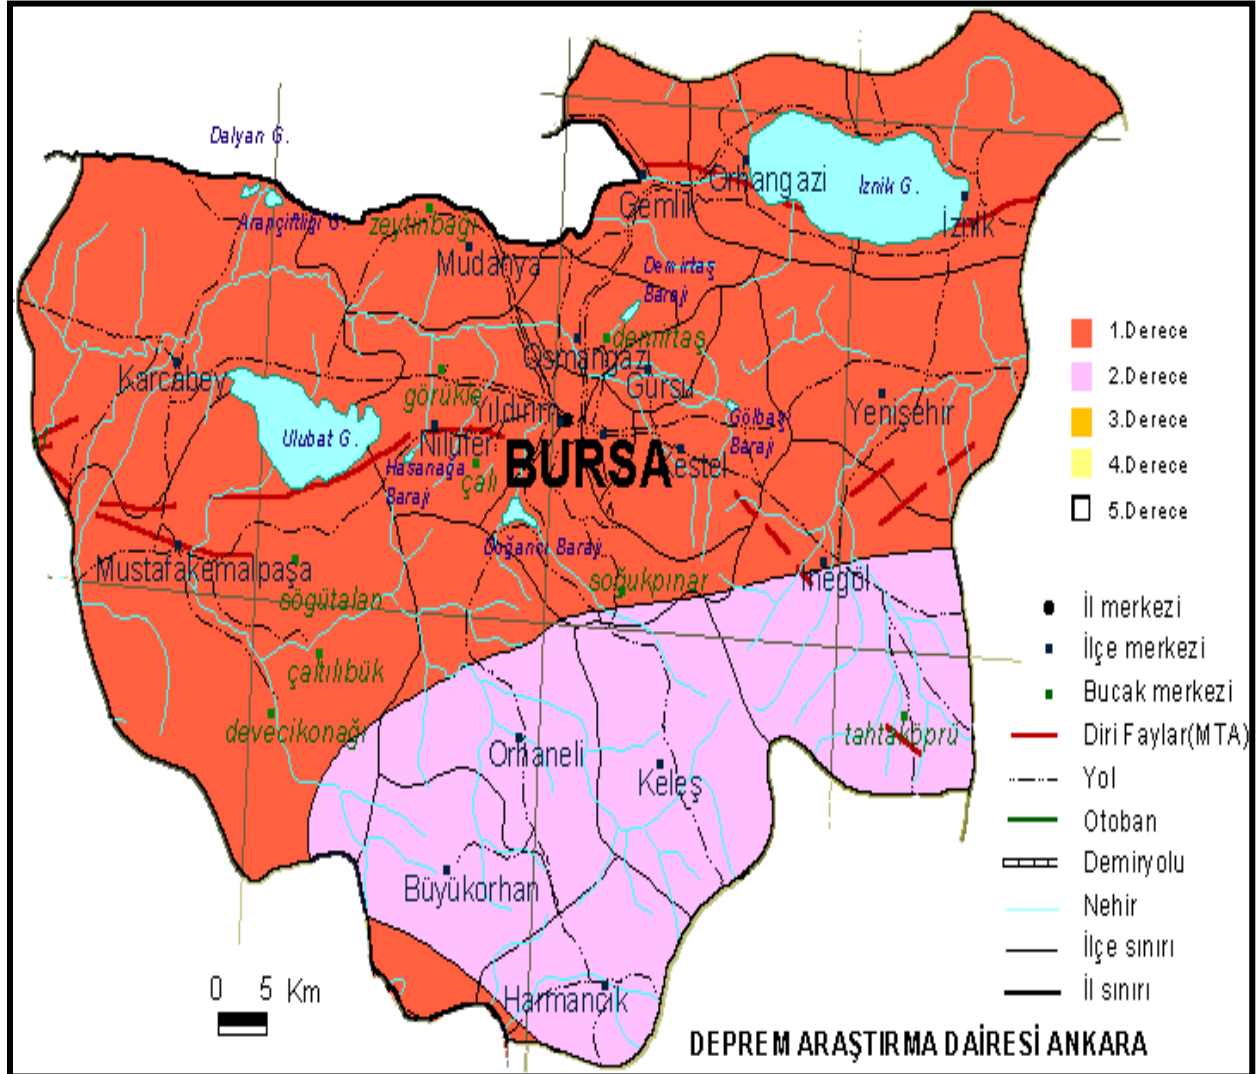 Dalyan G.
Arapçiftliği G.
zeytinbağı
Mudanya
Gemlik
Orhangazi
İznik G.
İznik
Demirtaş
Barajı
demirtaş
Osmangazi
Gürsu
Karcabey
görükle
Yıldırım
Gölbaşı
Barajı
Yenişehir
Ulubat G.
Nilüfer
Hasanağa
Barajı
çalı
BURSA
Kestel
Doğancı Barajı
Mustafakemalpaşa
söğütalan
soğukpınar
İnegöl
çaltılıbük
devecikonağı
Orhaneli
Keleş
tahtaköprü
Büyükorhan
Harmancık
1.Derece
2.Derece
3.Derece
4.Derece
5.Derece
İl merkezi
İlçe merkezi
Bucak merkezi
Diri Faylar(MTA)
Yol
Otoban
Demiryolu
Nehir
İlçe sınırı
İl sınırı
0 5 Km
DEPREM ARAŞTIRMA DAİRESİ ANKARA